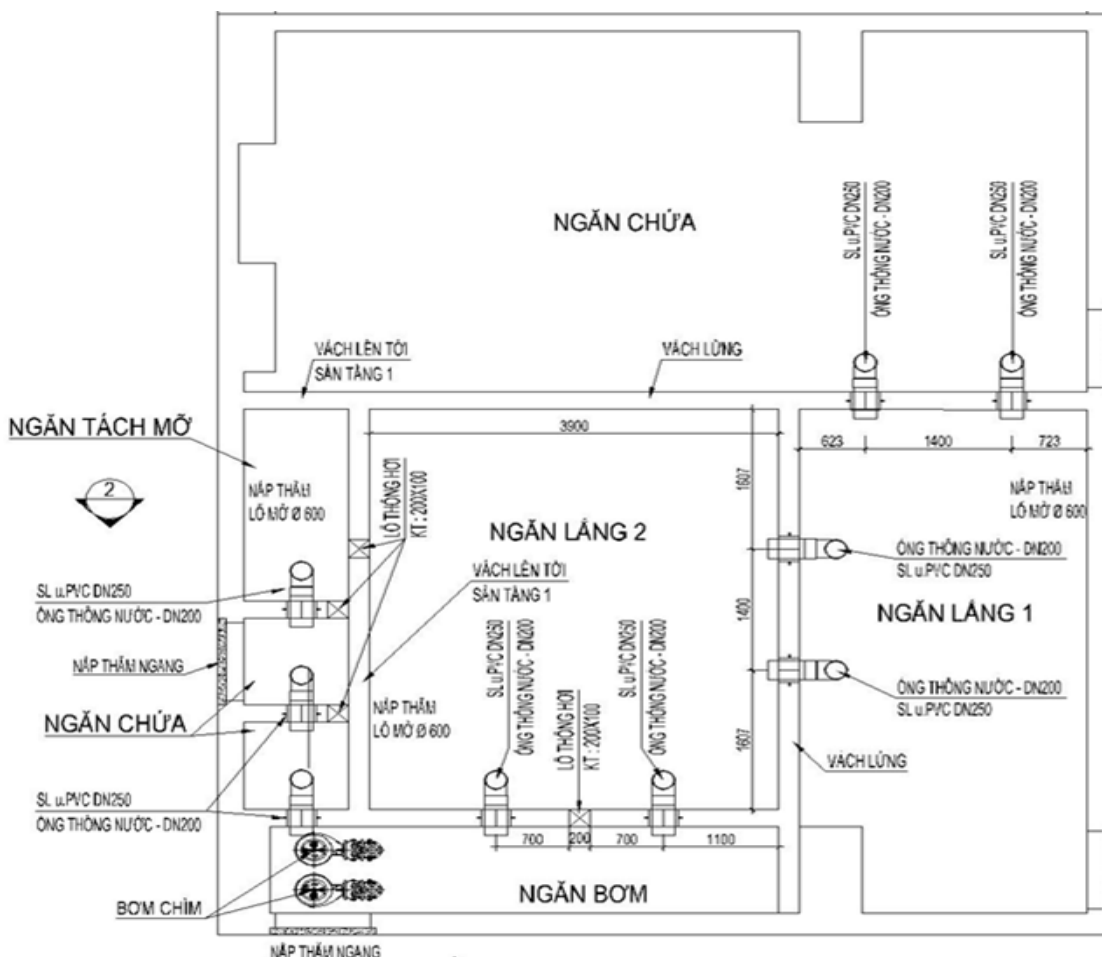 NGĂN CHỨA
SL u.PVC DN250
ỐNG THÔNG NƯỚC - DN200
SL u.PVC DN250
ỐNG THÔNG NƯỚC - DN200
VÁCH LÊN TỚI
SÀN TẦNG 1
VÁCH LỬNG
NGĂN TÁCH MỠ
3900
623
1400
723
2
NẮP THĂM
LỖ MỞ Ø 600
LỖ THÔNG HƠI
KT : 200X100
1607
NẮP THĂM
LỖ MỞ Ø 600
NGĂN LẮNG 2
ỐNG THÔNG NƯỚC - DN200
SL u.PVC DN250
VÁCH LÊN TỚI
SÀN TẦNG 1
SL u.PVC DN250
ỐNG THÔNG NƯỚC - DN200
1400
NGĂN LẮNG 1
NẮP THĂM NGANG
SL u.PVC DN250
ỐNG THÔNG NƯỚC - DN200
LỖ THÔNG HƠI
KT : 200X100
SL u.PVC DN250
ỐNG THÔNG NƯỚC - DN200
ỐNG THÔNG NƯỚC - DN200
SL u.PVC DN250
NGĂN CHỨA
NẮP THĂM
LỖ MỞ Ø 600
1607
VÁCH LỬNG
SL u.PVC DN250
ỐNG THÔNG NƯỚC - DN200
700
200
700
1100
NGĂN BƠM
BƠM CHÌM
NẮP THĂM NGANG